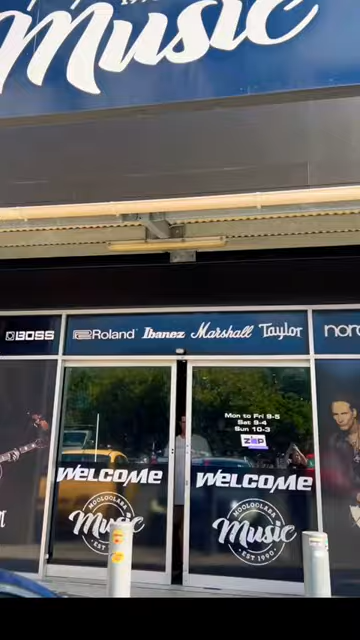 Music
BOSS Roland Ibanez Marshall Taylor nord
Mon to Fri 9-5
Sat 9-4
Sun 10-3
ZIP
WELCOME WELCOME
MOOLOOLABA
Music
EST 1990
MOOLOOLABA
Music
EST 1990